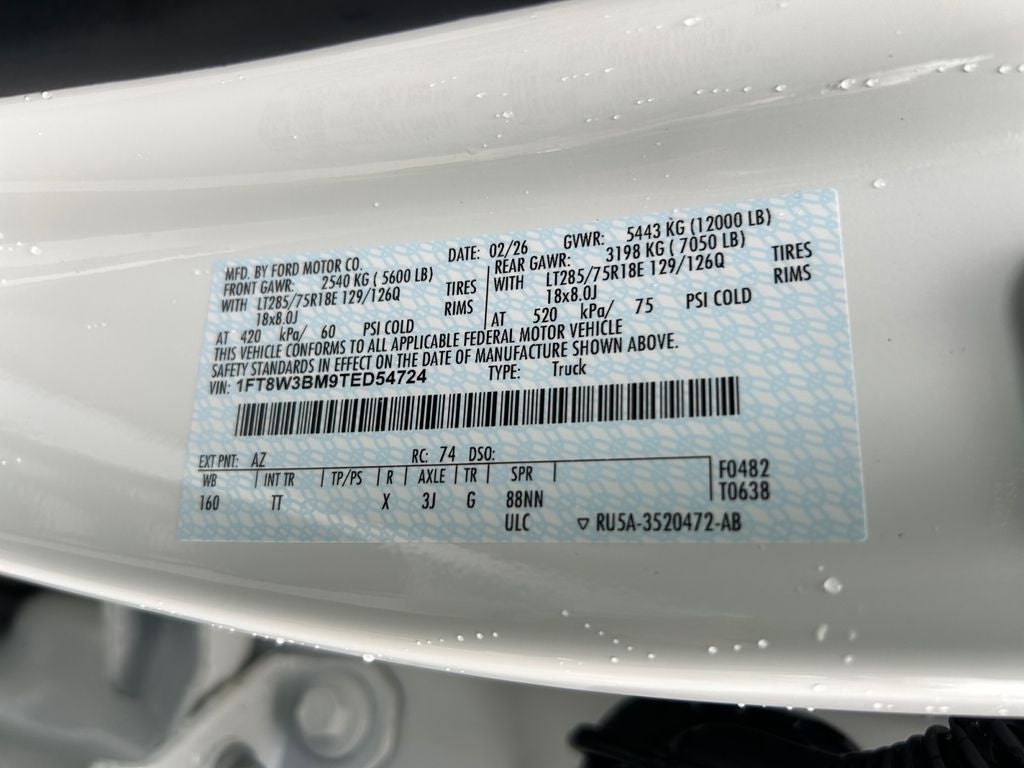 MFD. BY FORD MOTOR CO. DATE: 02/26 GVWR: 5443 KG (12000 LB)
FRONT GAWR: 2540 KG ( 5600 LB) REAR GAWR: 3198 KG ( 7050 LB)
WITH LT285/75R18E 129/126Q TIRES WITH LT285/75R18E 129/126Q TIRES
18x8.0J RIMS 18x8.0J RIMS
AT 420 kPa/ 60 PSI COLD AT 520 kPa/ 75 PSI COLD
THIS VEHICLE CONFORMS TO ALL APPLICABLE FEDERAL MOTOR VEHICLE
SAFETY STANDARDS IN EFFECT ON THE DATE OF MANUFACTURE SHOWN ABOVE.
VIN: 1FT8W3BM9TED54724 TYPE: Truck
EXT PNT: AZ RC: 74 DSO:
WB INT TR TP/PS R AXLE TR SPR F0482
160 TT X 3J G 88NN T0638
ULC ▽ RU5A-3520472-AB